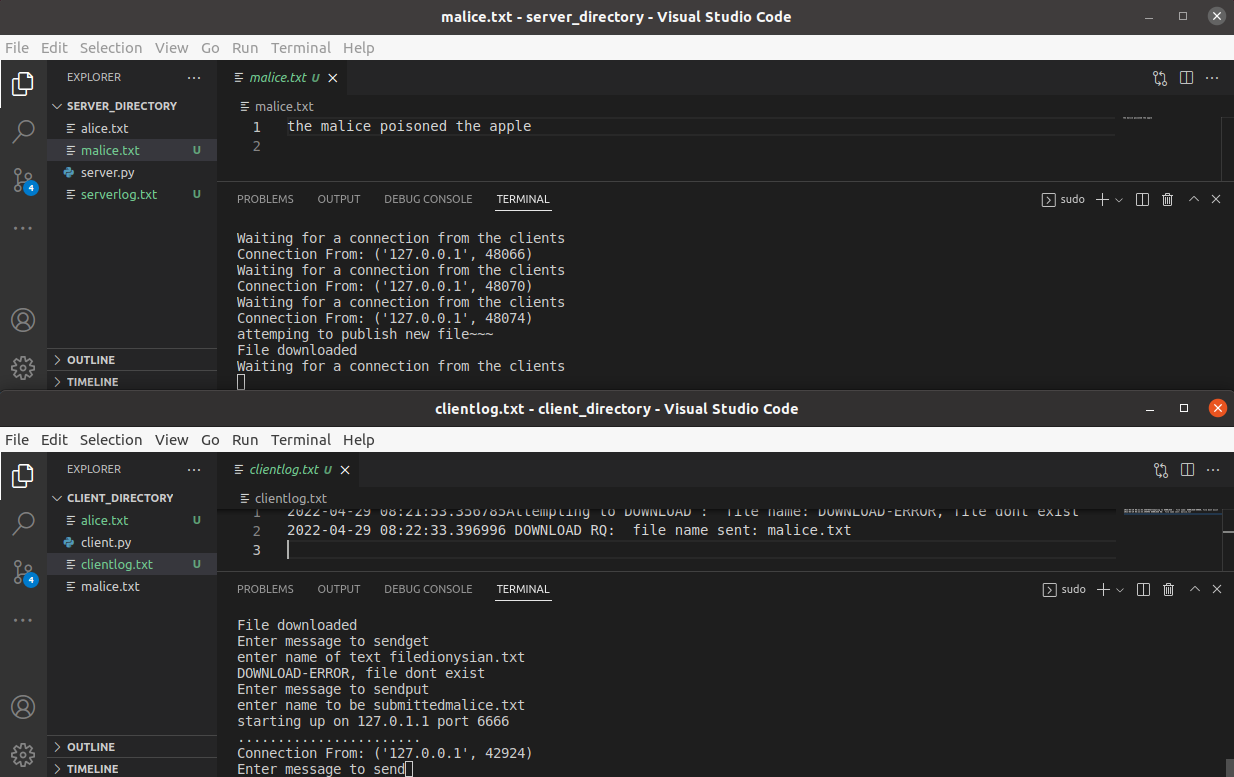 malice.txt - server_directory - Visual Studio Code
File Edit Selection View Go Run Terminal Help
EXPLORER
malice.txt U
SERVER_DIRECTORY
malice.txt
alice.txt
1 the malice poisoned the apple
malice.txt U
2
server.py
4
serverlog.txt U
PROBLEMS OUTPUT DEBUG CONSOLE TERMINAL
sudo
Waiting for a connection from the clients
Connection From: ('127.0.0.1', 48066)
Waiting for a connection from the clients
Connection From: ('127.0.0.1', 48070)
Waiting for a connection from the clients
Connection From: ('127.0.0.1', 48074)
attemping to publish new file~~~
File downloaded
Waiting for a connection from the clients
OUTLINE
TIMELINE
clientlog.txt - client_directory - Visual Studio Code
File Edit Selection View Go Run Terminal Help
EXPLORER
clientlog.txt U
CLIENT_DIRECTORY
clientlog.txt
1 2022-04-29 08:21:53.356785Attempting to DOWNLOAD : file name: DOWNLOAD-ERROR, file dont exist
alice.txt U
2 2022-04-29 08:22:33.396996 DOWNLOAD RQ: file name sent: malice.txt
client.py
3
clientlog.txt U
4
malice.txt
PROBLEMS OUTPUT DEBUG CONSOLE TERMINAL
sudo
File downloaded
Enter message to sendget
enter name of text filedionysian.txt
DOWNLOAD-ERROR, file dont exist
Enter message to sendput
enter name to be submittedmalice.txt
starting up on 127.0.1.1 port 6666
.......................
Connection From: ('127.0.0.1', 42924)
Enter message to send
OUTLINE
TIMELINE